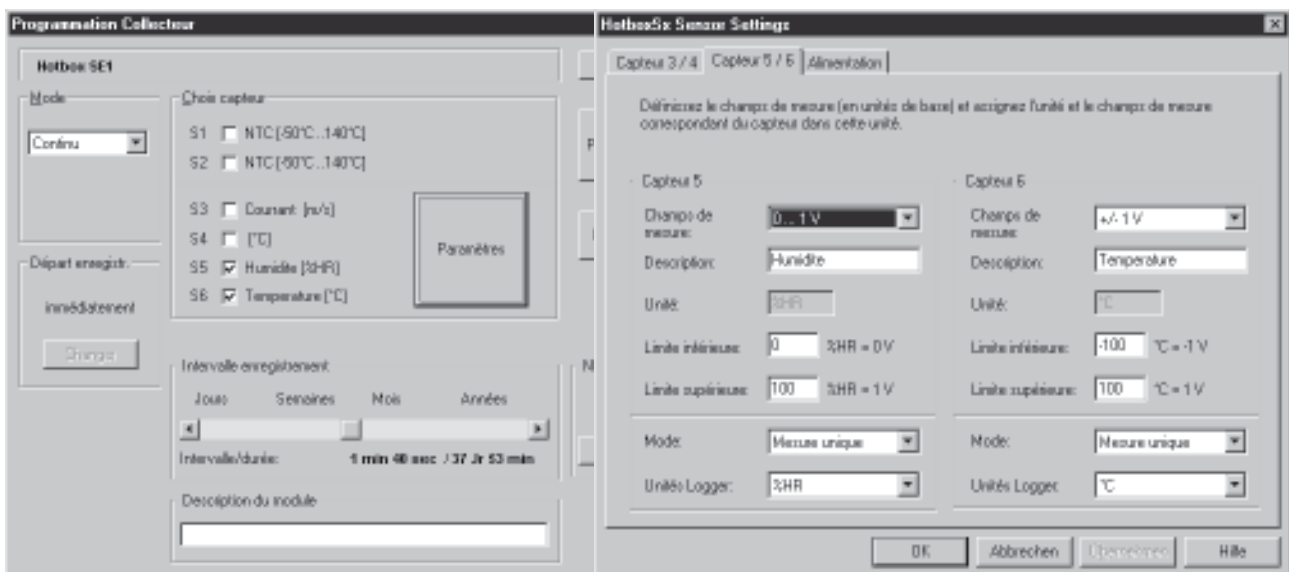 Programmation Collecteur
Hotbox SE1
Mode
Continu
Départ enregistr.
immédiatement
Changer
Choix capteur
S1 NTC [-50°C...140°C]
S2 NTC [-50°C...140°C]
S3 Courant [m/s]
S4 [°C]
S5 Humidite [%HR]
S6 Temperature [°C]
Paramètres
Intervalle enregistrement
Jours Semaines Mois Années
Intervalle/durée: 1 min 40 sec / 37 Jr 53 min
Description du module
HotboxSx Sensor Settings
Capteur 3 / 4 Capteur 5 / 6 Alimentation
Définissez le champs de mesure (en unités de base) et assignez l'unité et le champs de mesure
correspondant du capteur dans cette unité.
Capteur 5
Champs de
mesure: 0... 1 V
Description: Humidite
Unité: %HR
Limite inférieure: 0 %HR = 0 V
Limite supérieure: 100 %HR = 1 V
Mode: Mesure unique
Unités Logger: %HR
Capteur 6
Champs de
mesure: +/- 1 V
Description: Temperature
Unité: °C
Limite inférieure: -100 °C = -1 V
Limite supérieure: 100 °C = 1 V
Mode: Mesure unique
Unités Logger: °C
OK Abbrechen Übernehmen Hilfe